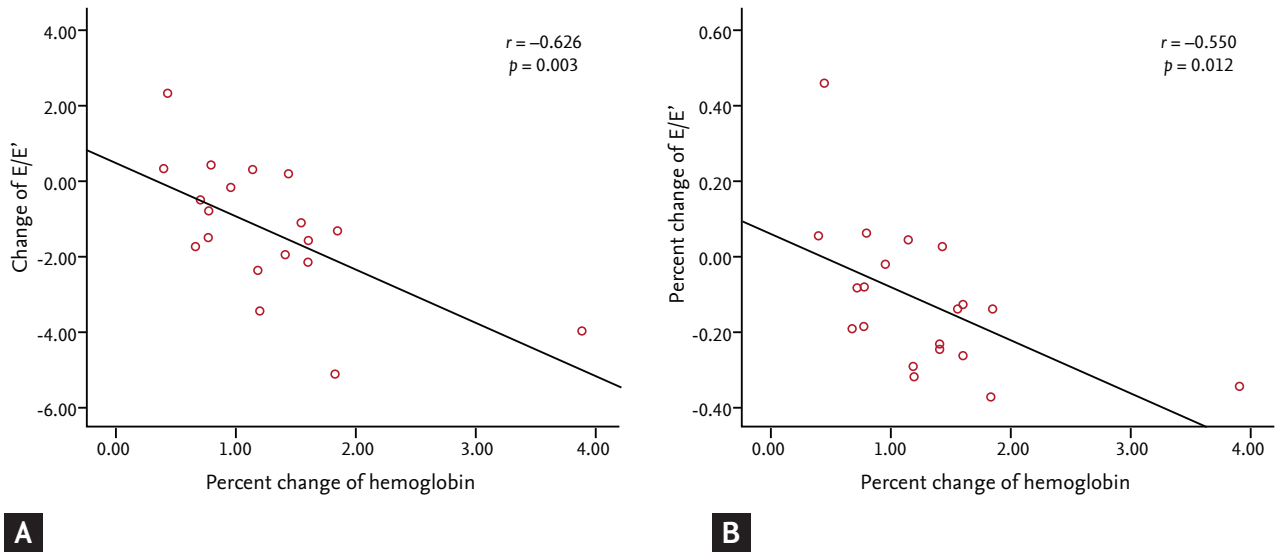 4.00
2.00
0.00
-2.00
-4.00
-6.00
Change of E/E’
r = –0.626
p = 0.003
0.00 1.00 2.00 3.00 4.00
Percent change of hemoglobin
A
0.60
0.40
0.20
0.00
-0.20
-0.40
Percent change of E/E’
r = –0.550
p = 0.012
0.00 1.00 2.00 3.00 4.00
Percent change of hemoglobin
B